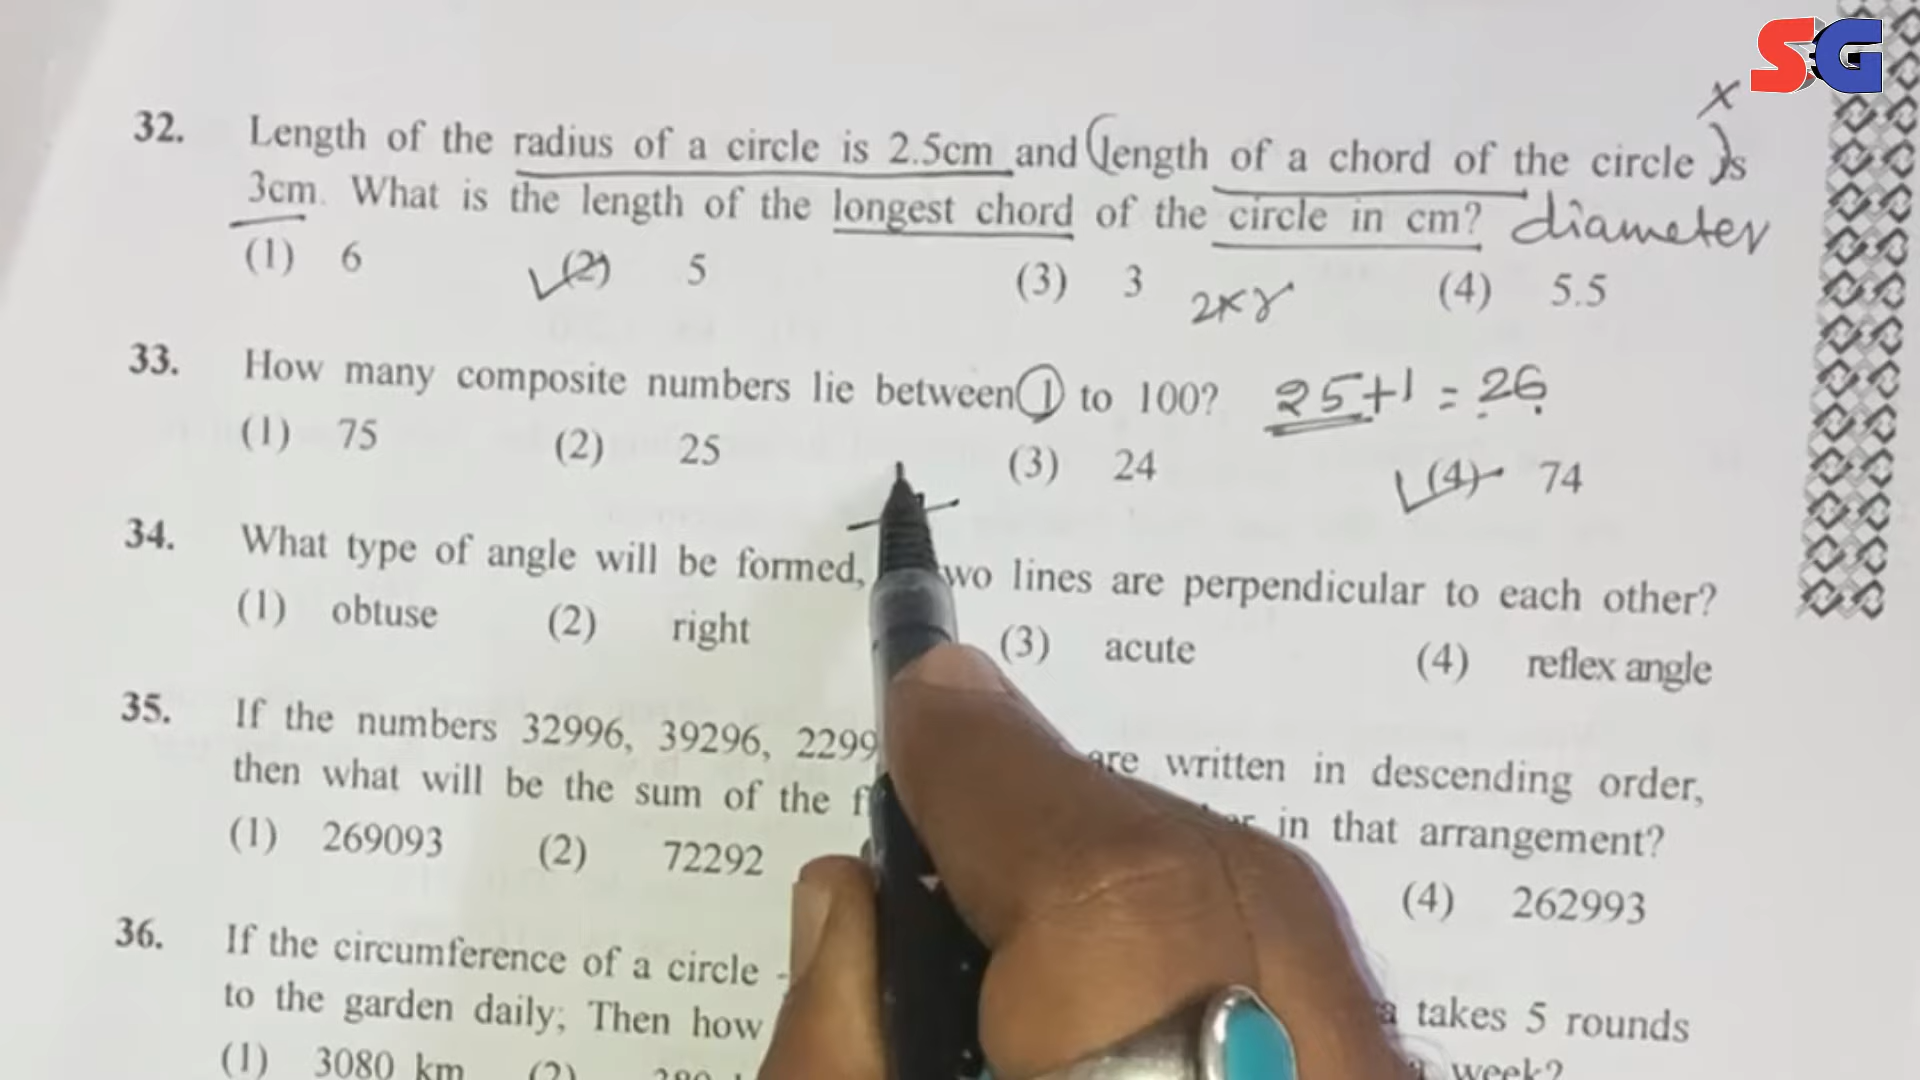 SG
32. Length of the radius of a circle is 2.5cm and (length of a chord of the circle) is
3cm. What is the length of the longest chord of the circle in cm? diameter
(1) 6 (2) 5 (3) 3 2×r (4) 5.5
33. How many composite numbers lie between 1 to 100? 25+1 = 26
(1) 75 (2) 25 (3) 24 (4) 74
34. What type of angle will be formed, two lines are perpendicular to each other?
(1) obtuse (2) right (3) acute (4) reflex angle
35. If the numbers 32996, 39296, 2299 are written in descending order,
then what will be the sum of the in that arrangement?
(1) 269093 (2) 72292 (4) 262993
36. If the circumference of a circle - takes 5 rounds
to the garden daily; Then how week?
(1) 3080 km (2)